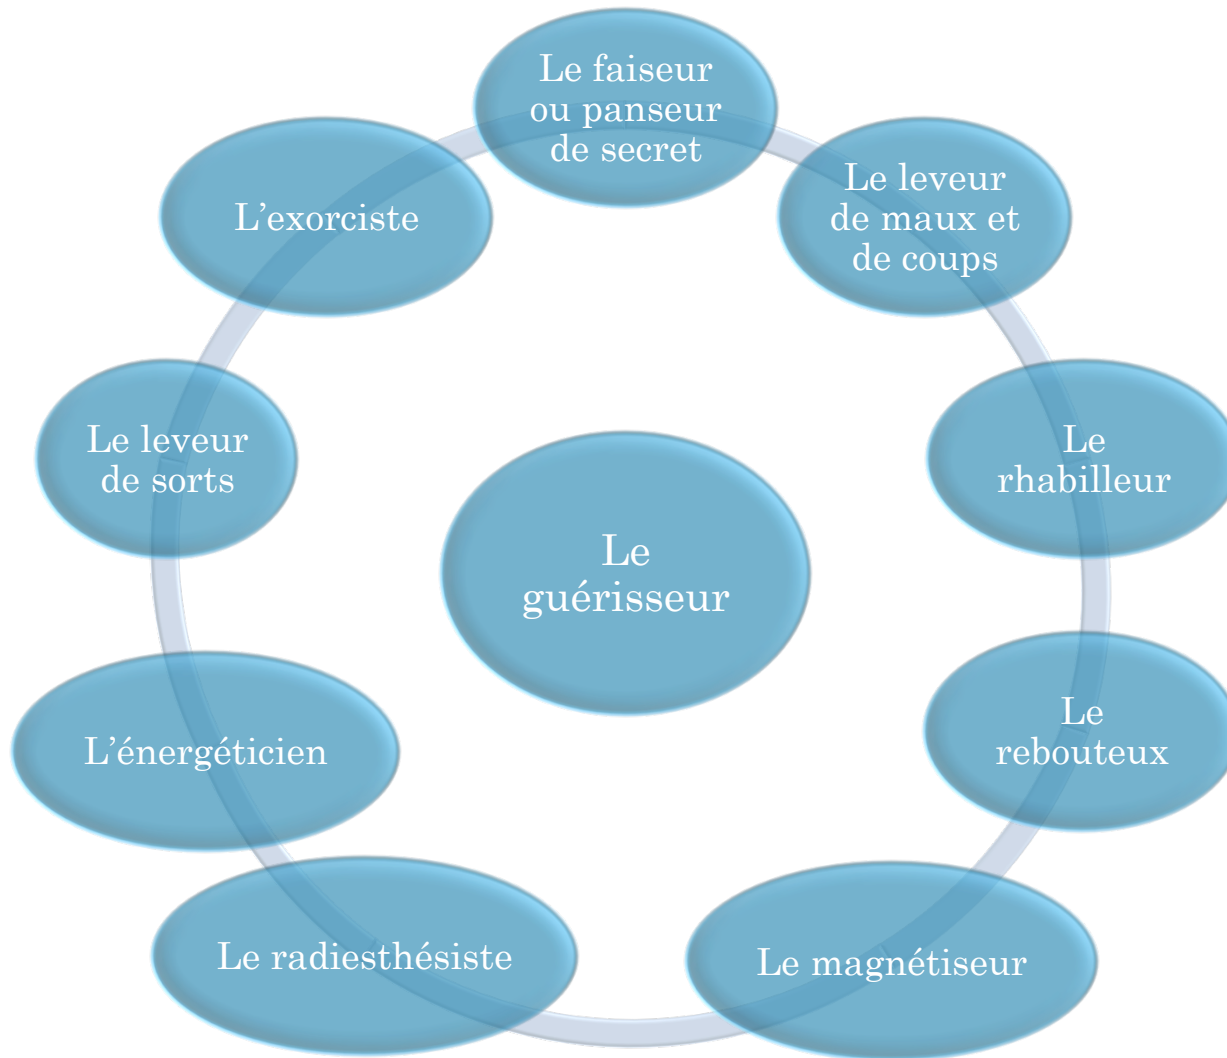 Le faiseur
ou panseur
de secret
Le leveur
de maux et
de coups
Le
rhabilleur
Le
rebouteux
Le magnétiseur
Le radiesthésiste
L’énergéticien
Le leveur
de sorts
L’exorciste
Le
guérisseur